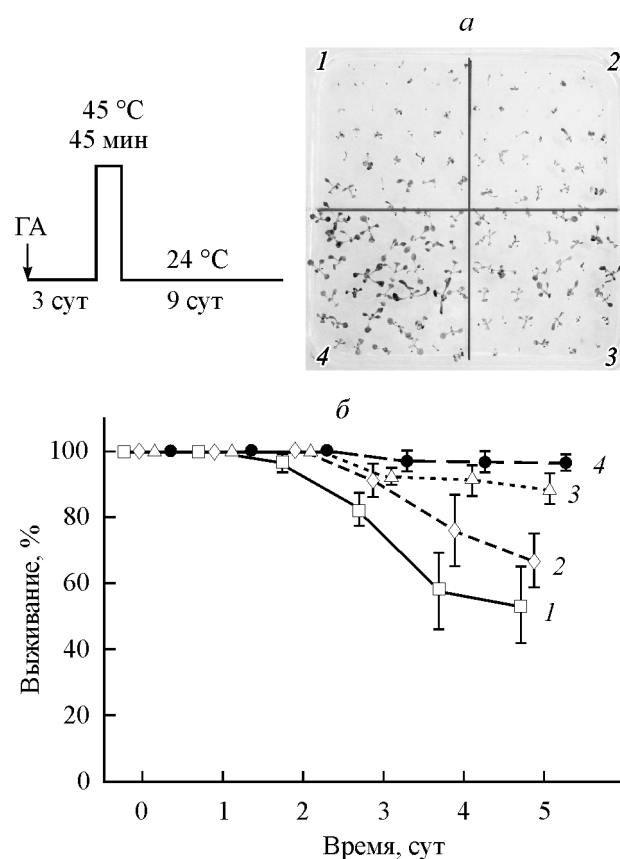 а
1
2
45 °C
45 мин
ГА
24 °C
3 сут
9 сут
4
3
б
100
80
60
40
20
0
4
3
2
1
Выживание, %
0 1 2 3 4 5
Время, сут